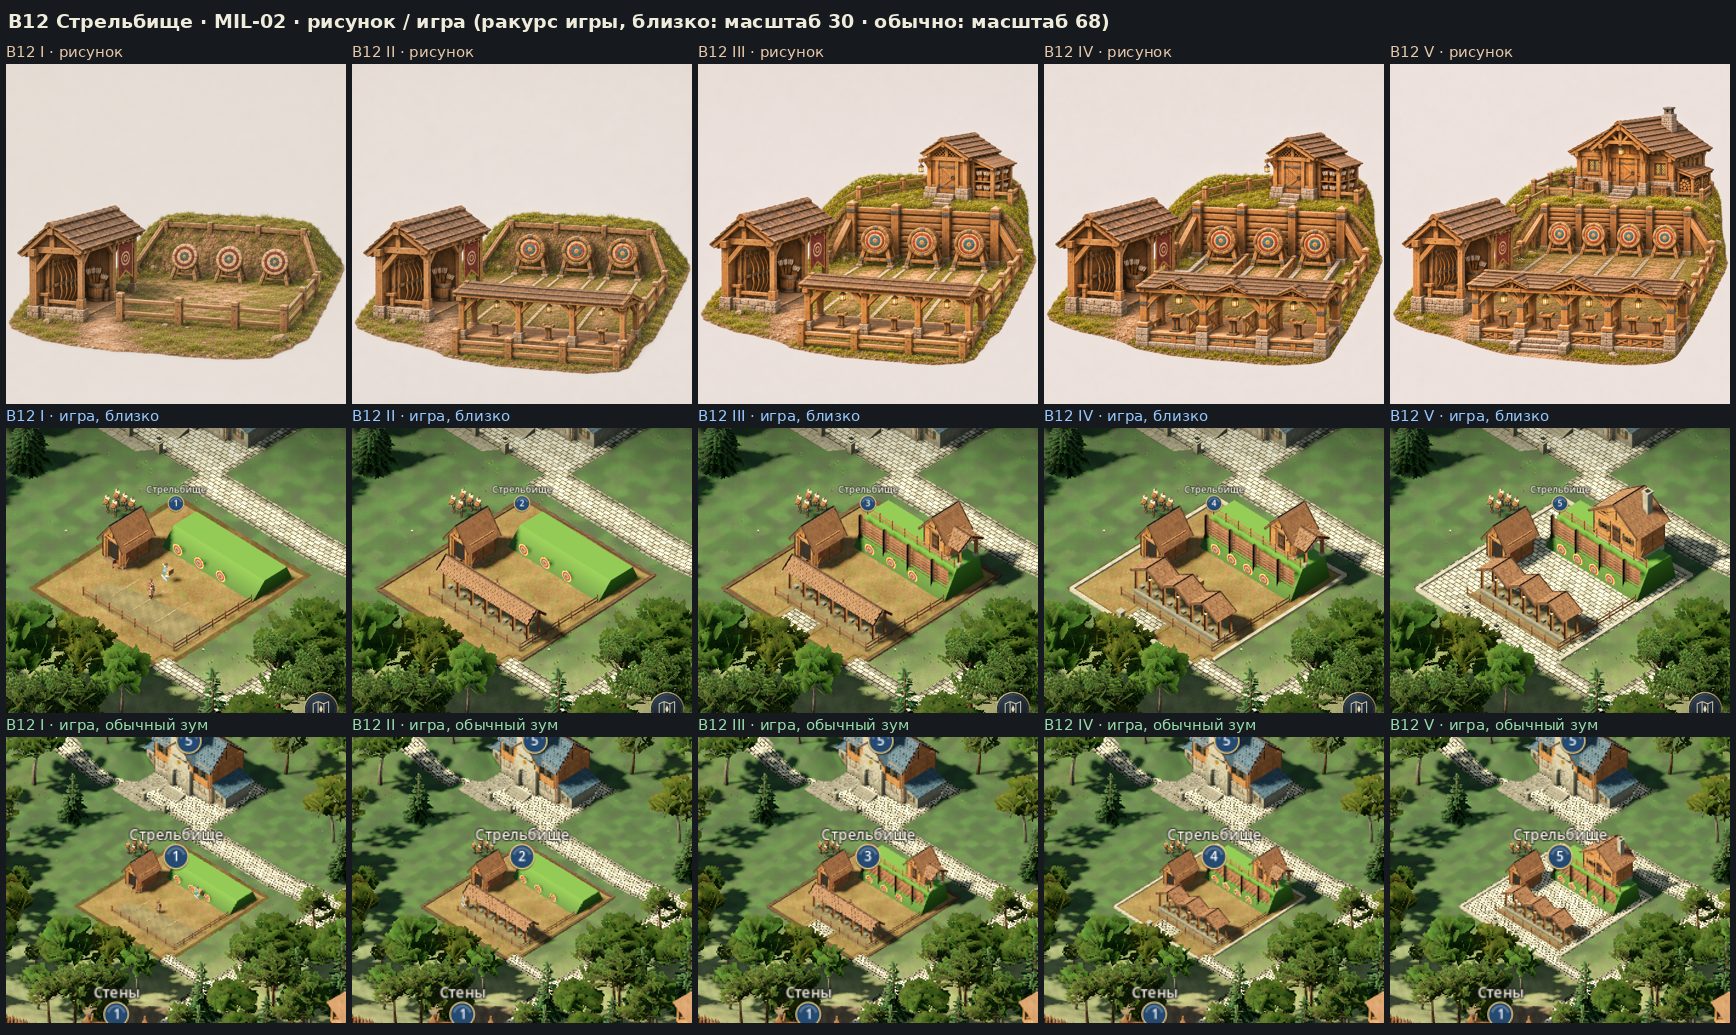 B12 Стрельбище · MIL-02 · рисунок / игра (ракурс игры, близко: масштаб 30 · обычно: масштаб 68)
B12 I · рисунок
B12 II · рисунок
B12 III · рисунок
B12 IV · рисунок
B12 V · рисунок
B12 I · игра, близко
B12 II · игра, близко
B12 III · игра, близко
B12 IV · игра, близко
B12 V · игра, близко
Стрельбище
1
Стрельбище
2
Стрельбище
3
Стрельбище
4
Стрельбище
5
B12 I · игра, обычный зум
B12 II · игра, обычный зум
B12 III · игра, обычный зум
B12 IV · игра, обычный зум
B12 V · игра, обычный зум
5
5
5
5
5
Стрельбище
1
Стрельбище
2
Стрельбище
3
Стрельбище
4
Стрельбище
5
Стены
1
Стены
1
Стены
1
Стены
1
Стены
1